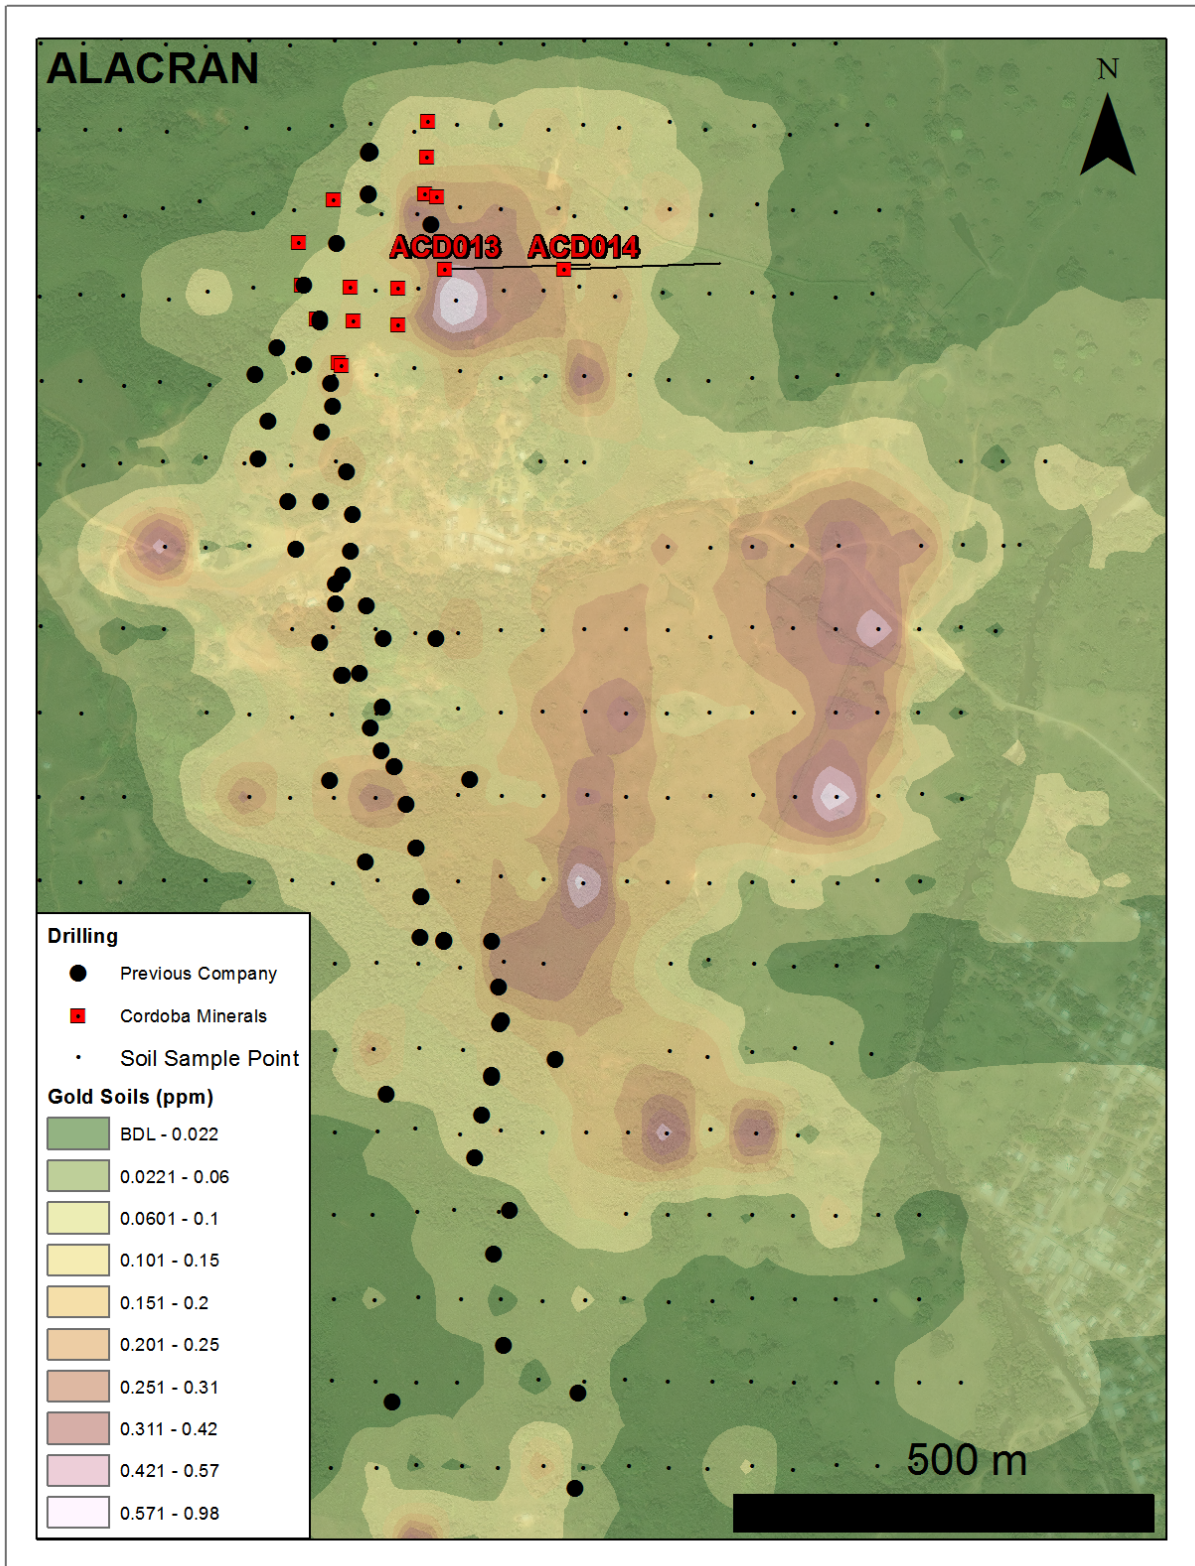 ALACRAN
N
ACD013 ACD014
Drilling
Previous Company
Cordoba Minerals
Soil Sample Point
Gold Soils (ppm)
BDL - 0.022
0.0221 - 0.06
0.0601 - 0.1
0.101 - 0.15
0.151 - 0.2
0.201 - 0.25
0.251 - 0.31
0.311 - 0.42
0.421 - 0.57
0.571 - 0.98
500 m